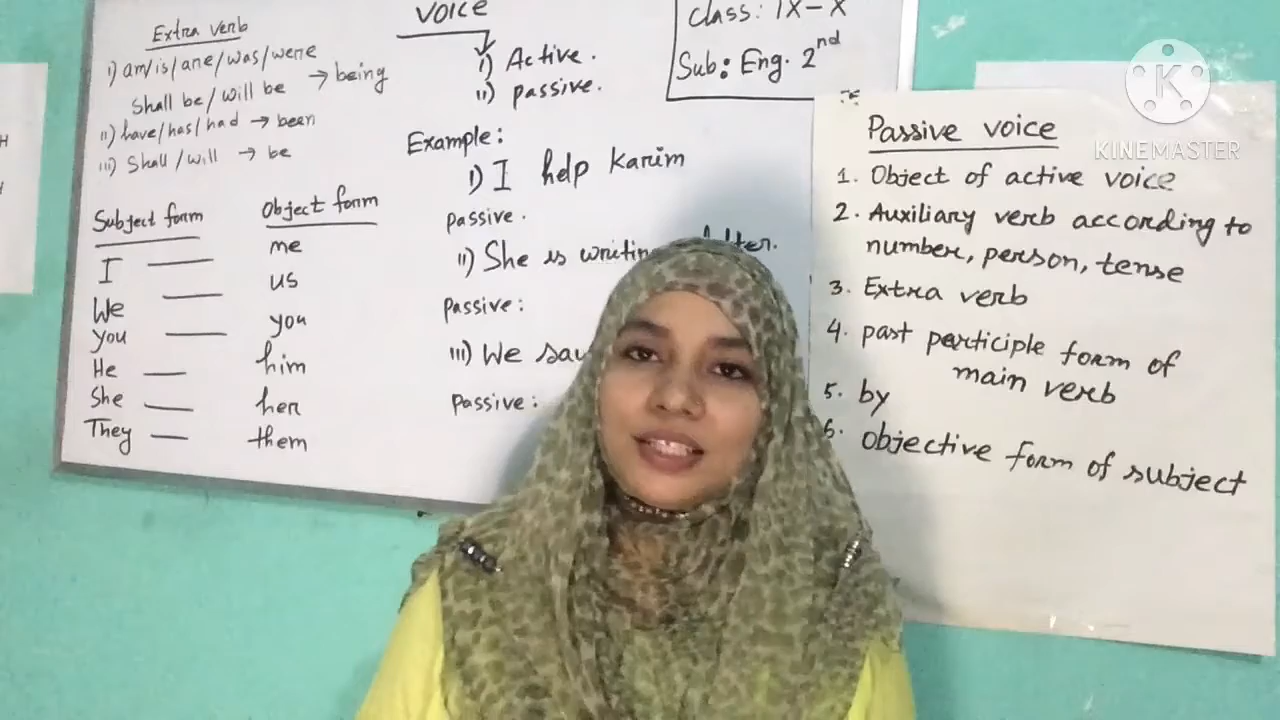 Extra verb
i) am/is/are/was/were
Shall be/will be → being
ii) have/has/had → been
iii) Shall/will → be
Subject form Object form
I me
We us
you you
He him
She her
They them
VOICE
i) Active.
ii) passive.
Example:
i) I help Karim
passive.
ii) She is writing
passive:
iii) We saw
passive:
Class: IX-X
Sub: Eng. 2nd
Passive voice
1. Object of active voice
2. Auxiliary verb according to
number, person, tense
3. Extra verb
4. past participle form of
main verb
5. by
6. objective form of subject
KINEMASTER